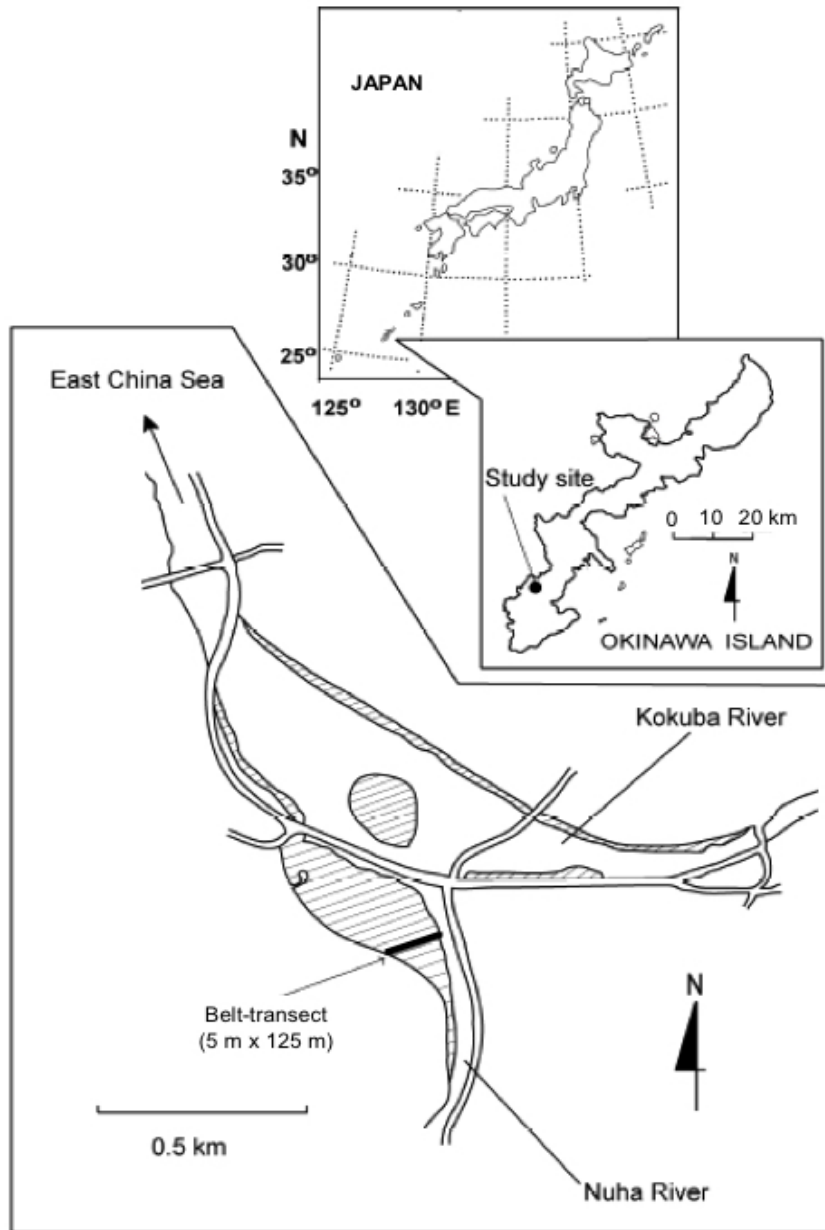 JAPAN
N
35°
30°
25°
125°
130° E
East China Sea
Study site
0 10 20 km
N
OKINAWA ISLAND
Kokuba River
Belt-transect
(5 m x 125 m)
N
0.5 km
Nuha River